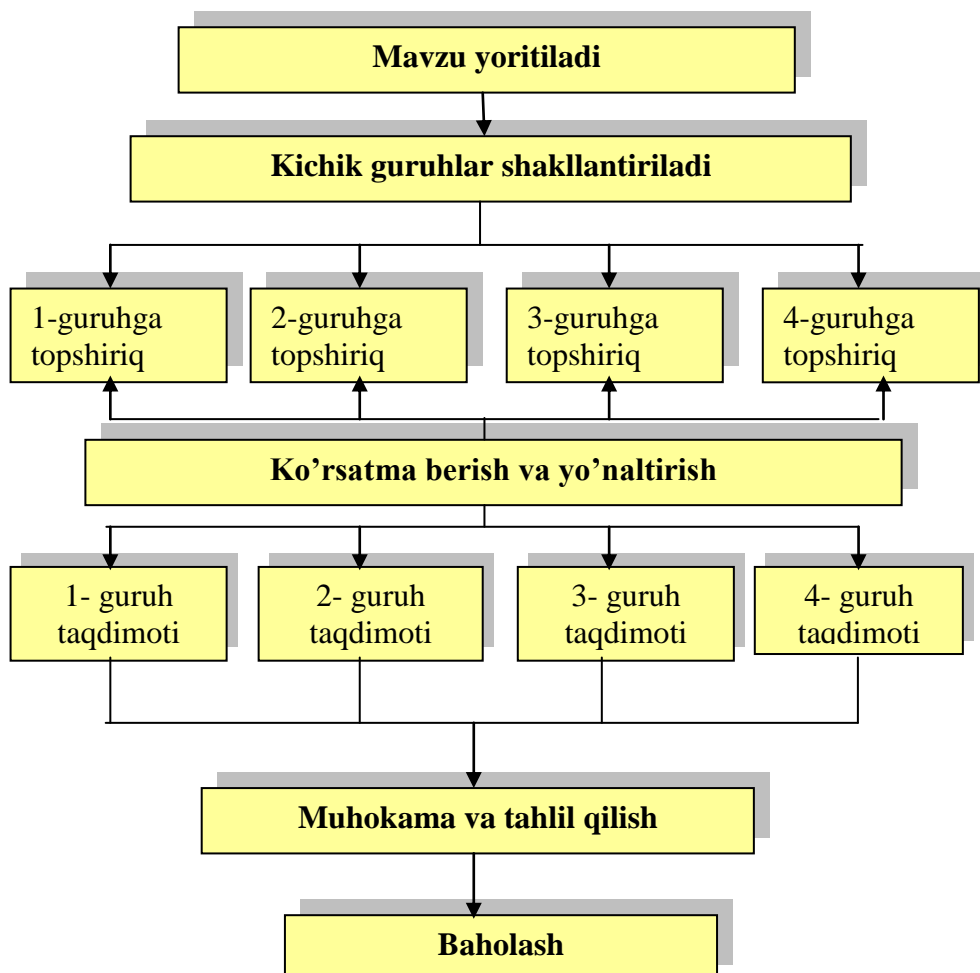 Mavzu yoritiladi
Kichik guruhlar shakllantiriladi
1-guruhga
topshiriq
2-guruhga
topshiriq
3-guruhga
topshiriq
4-guruhga
topshiriq
Ko’rsatma berish va yo’naltirish
1- guruh
taqdimoti
2- guruh
taqdimoti
3- guruh
taqdimoti
4- guruh
taqdimoti
Muhokama va tahlil qilish
Baholash